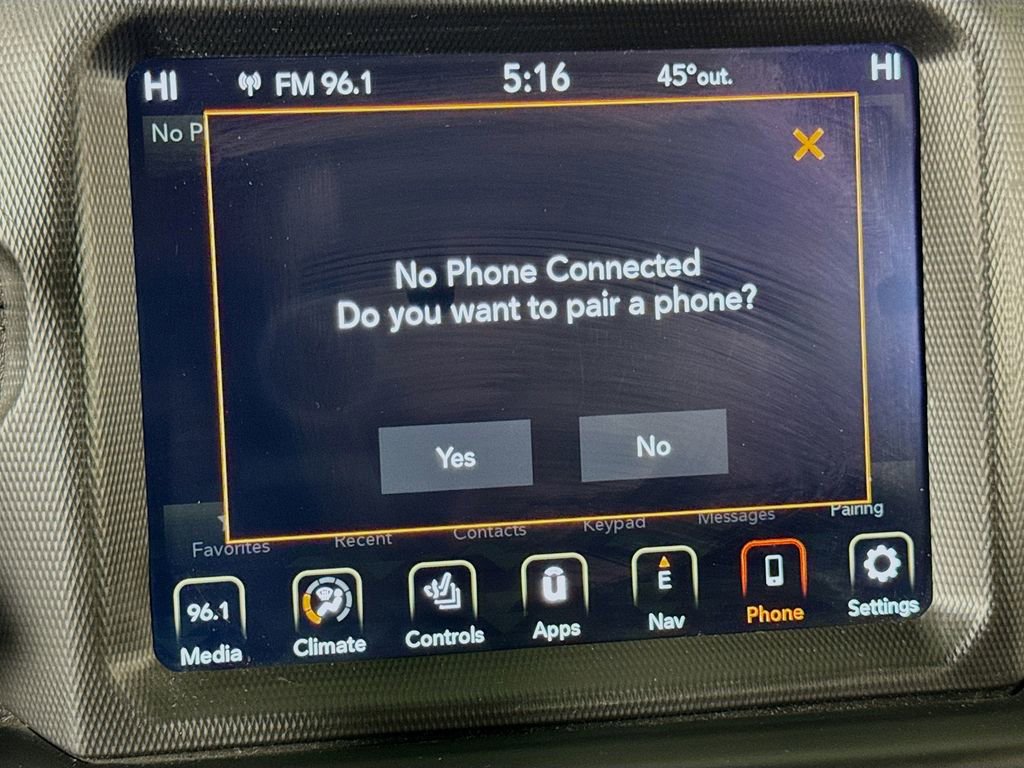 HI FM 96.1 5:16 45°out. HI
No P
No Phone Connected
Do you want to pair a phone?
Yes No
Favorites Recent Contacts Keypad Messages Pairing
96.1 E
Media Climate Controls Apps Nav Phone Settings